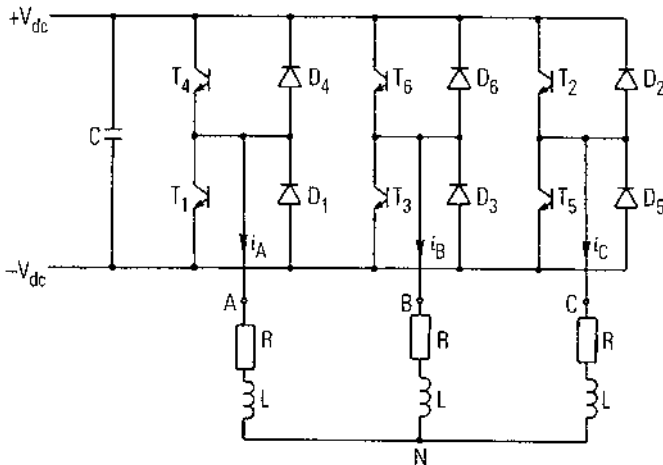 +V_dc
T_4 D_4 T_6 D_6 T_2 D_2
C
T_1 D_1 T_3 D_3 T_5 D_5
i_A i_B i_C
−V_dc
A B C
R R R
L L L
N